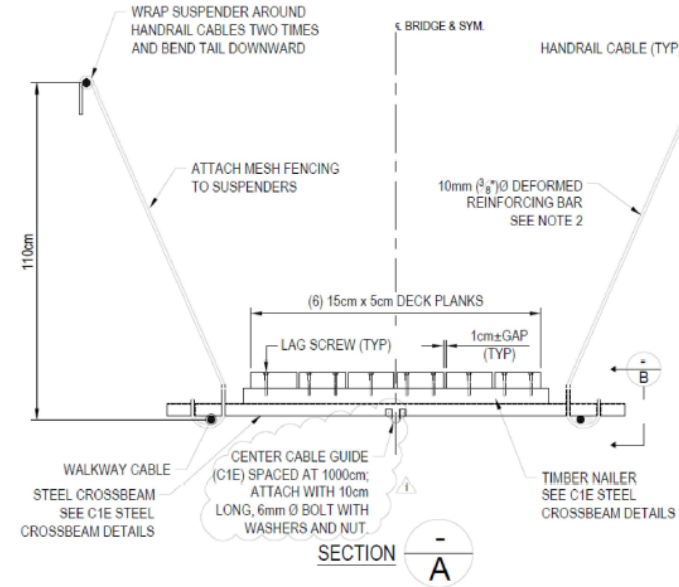 WRAP SUSPENDER AROUND
HANDRAIL CABLES TWO TIMES
AND BEND TAIL DOWNWARD
℄ BRIDGE & SYM.
HANDRAIL CABLE (TYP
ATTACH MESH FENCING
TO SUSPENDERS
10mm (3/8")Ø DEFORMED
REINFORCING BAR
SEE NOTE 2
110cm
(6) 15cm x 5cm DECK PLANKS
LAG SCREW (TYP)
1cm±GAP
(TYP)
-
B
WALKWAY CABLE
STEEL CROSSBEAM
SEE C1E STEEL
CROSSBEAM DETAILS
CENTER CABLE GUIDE
(C1E) SPACED AT 1000cm;
ATTACH WITH 10cm
LONG, 6mm Ø BOLT WITH
WASHERS AND NUT.
TIMBER NAILER
SEE C1E STEEL
CROSSBEAM DETAILS
SECTION
-
A